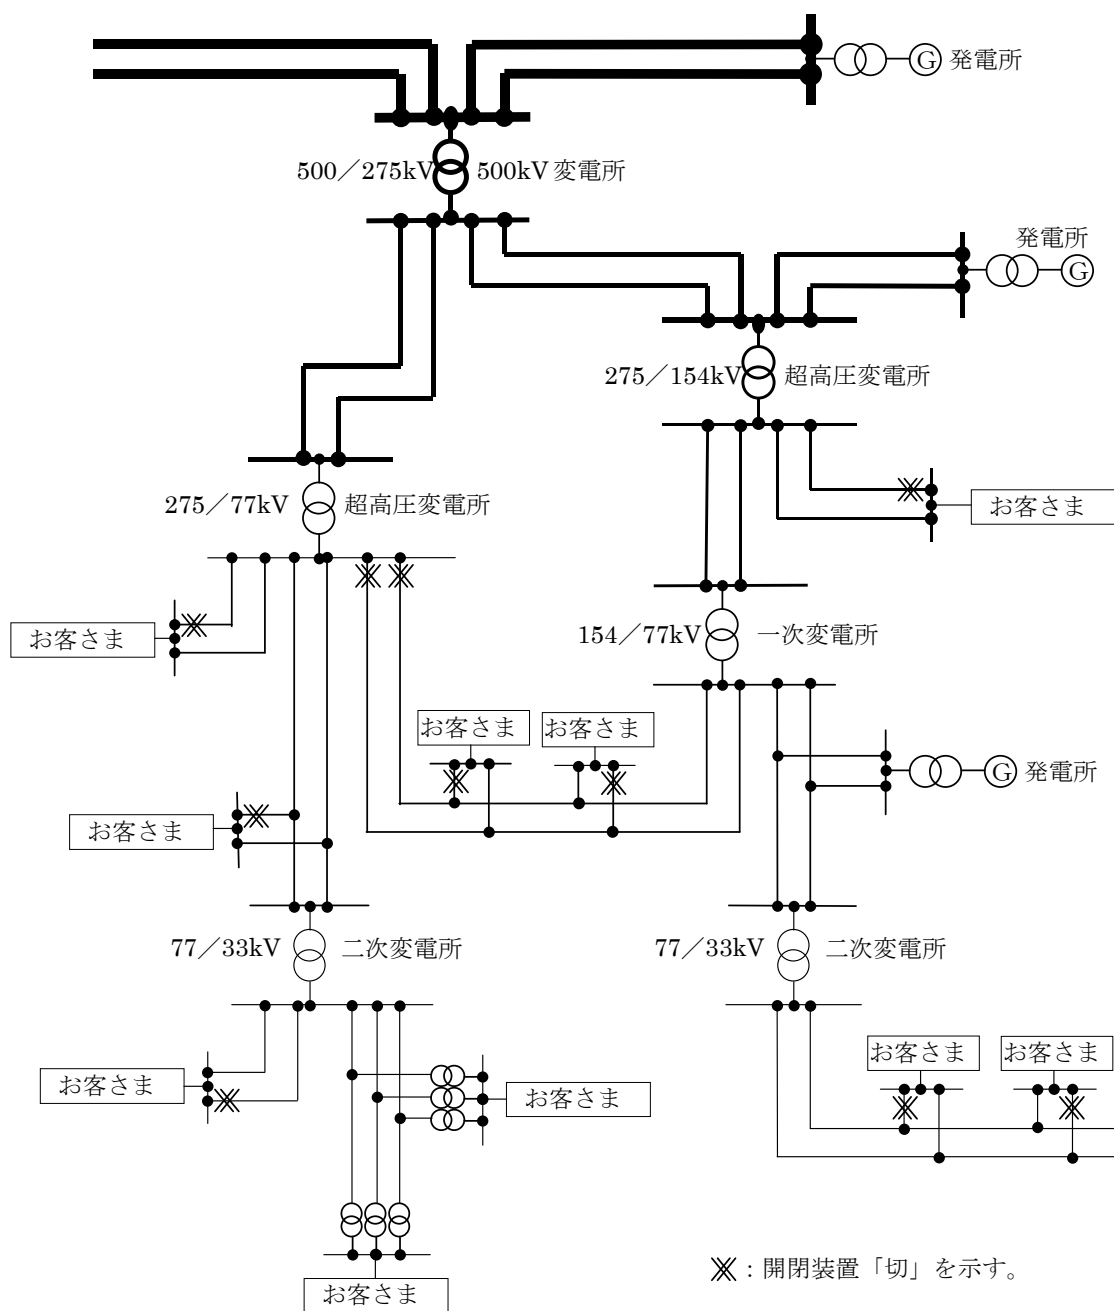 G 発電所
500／275kV 500kV 変電所
発電所
G
275／154kV 超高圧変電所
275／77kV 超高圧変電所
お客さま
お客さま
154／77kV 一次変電所
お客さま お客さま
G 発電所
お客さま
77／33kV 二次変電所
77／33kV 二次変電所
お客さま お客さま
お客さま
お客さま
お客さま
：開閉装置「切」を示す。